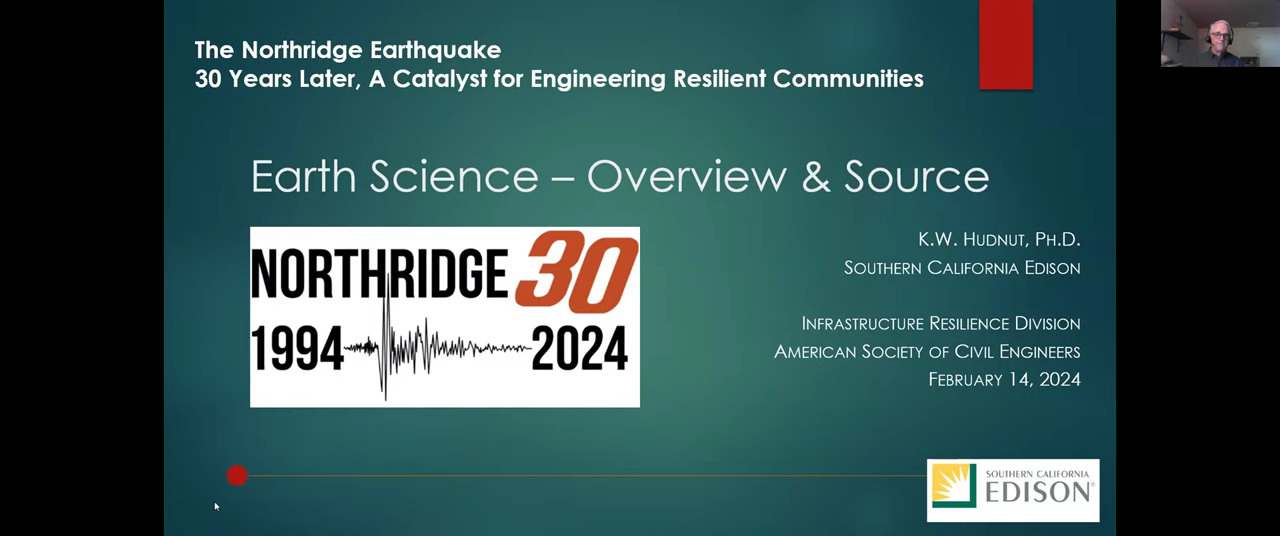 The Northridge Earthquake
30 Years Later, A Catalyst for Engineering Resilient Communities
Earth Science – Overview & Source
NORTHRIDGE 30
1994 2024
K.W. Hudnut, Ph.D.
Southern California Edison
Infrastructure Resilience Division
American Society of Civil Engineers
February 14, 2024
SOUTHERN CALIFORNIA
EDISON®